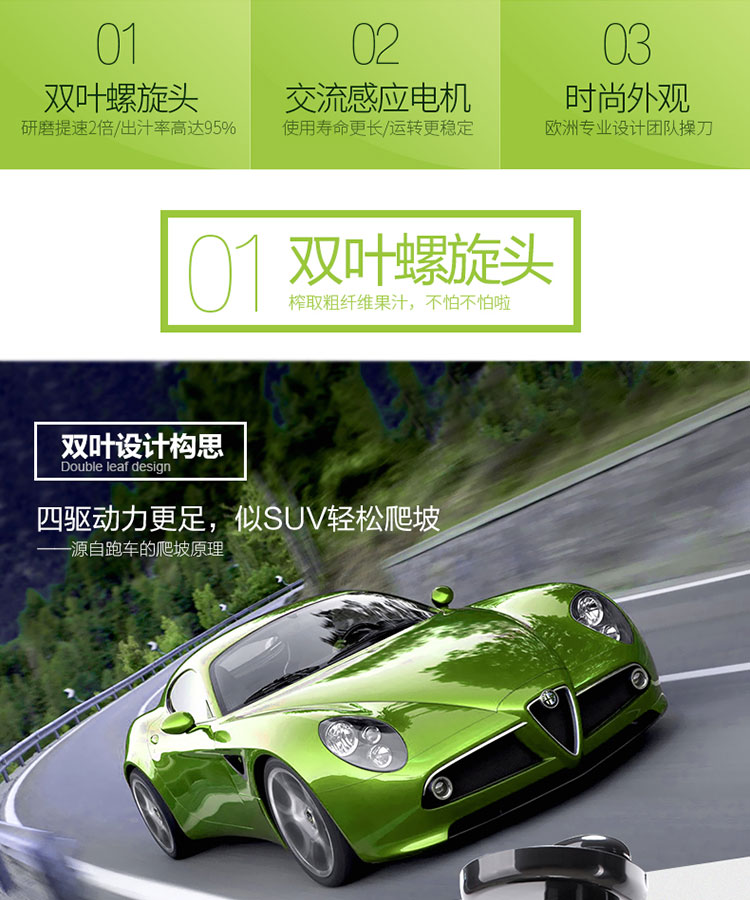 01
双叶螺旋头
研磨提速2倍/出汁率高达95%
02
交流感应电机
使用寿命更长/运转更稳定
03
时尚外观
欧洲专业设计团队操刀
01
双叶螺旋头
榨取粗纤维果汁，不怕不怕啦
双叶设计构思
Double leaf design
四驱动力更足，似SUV轻松爬坡
——源自跑车的爬坡原理